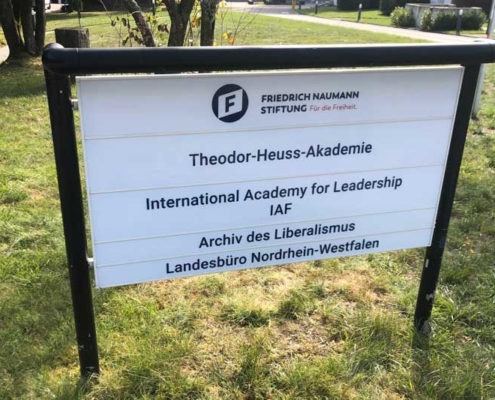 F
FRIEDRICH NAUMANN
STIFTUNG Für die Freiheit.
Theodor-Heuss-Akademie
International Academy for Leadership
IAF
Archiv des Liberalismus
Landesbüro Nordrhein-Westfalen